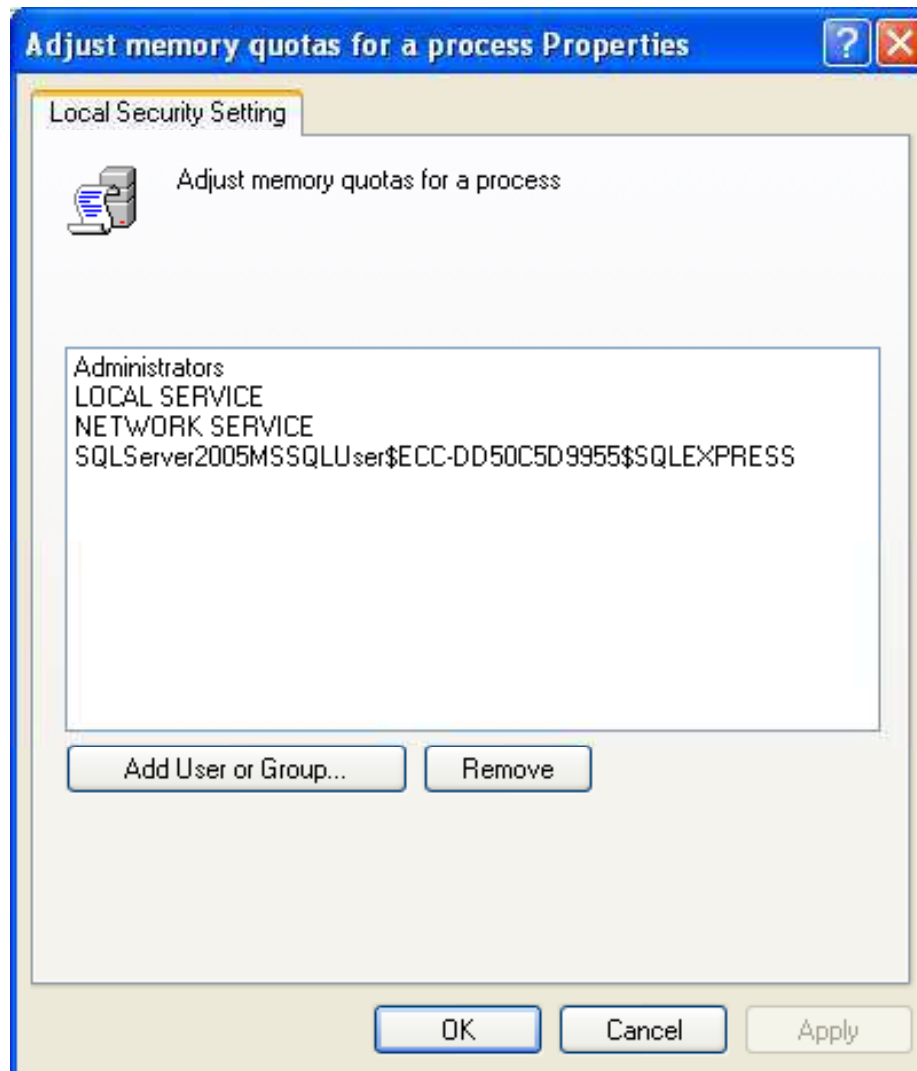 Adjust memory quotas for a process Properties
Local Security Setting
Adjust memory quotas for a process
Administrators
LOCAL SERVICE
NETWORK SERVICE
SQLServer2005MSSQLUser$ECC-DD50C5D9955$SQLEXPRESS
Add User or Group...
Remove
OK
Cancel
Apply